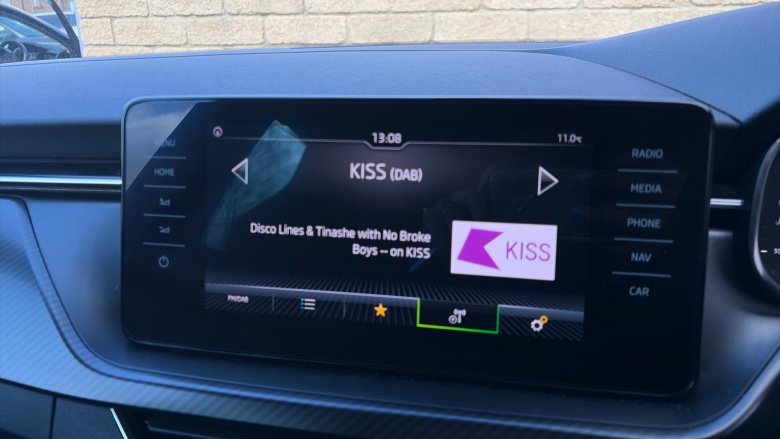 13:08
11.0°C
MENU
HOME
KISS (DAB)
Disco Lines & Tinashe with No Broke
Boys -- on KISS
KISS
FM/DAB
RADIO
MEDIA
PHONE
NAV
CAR